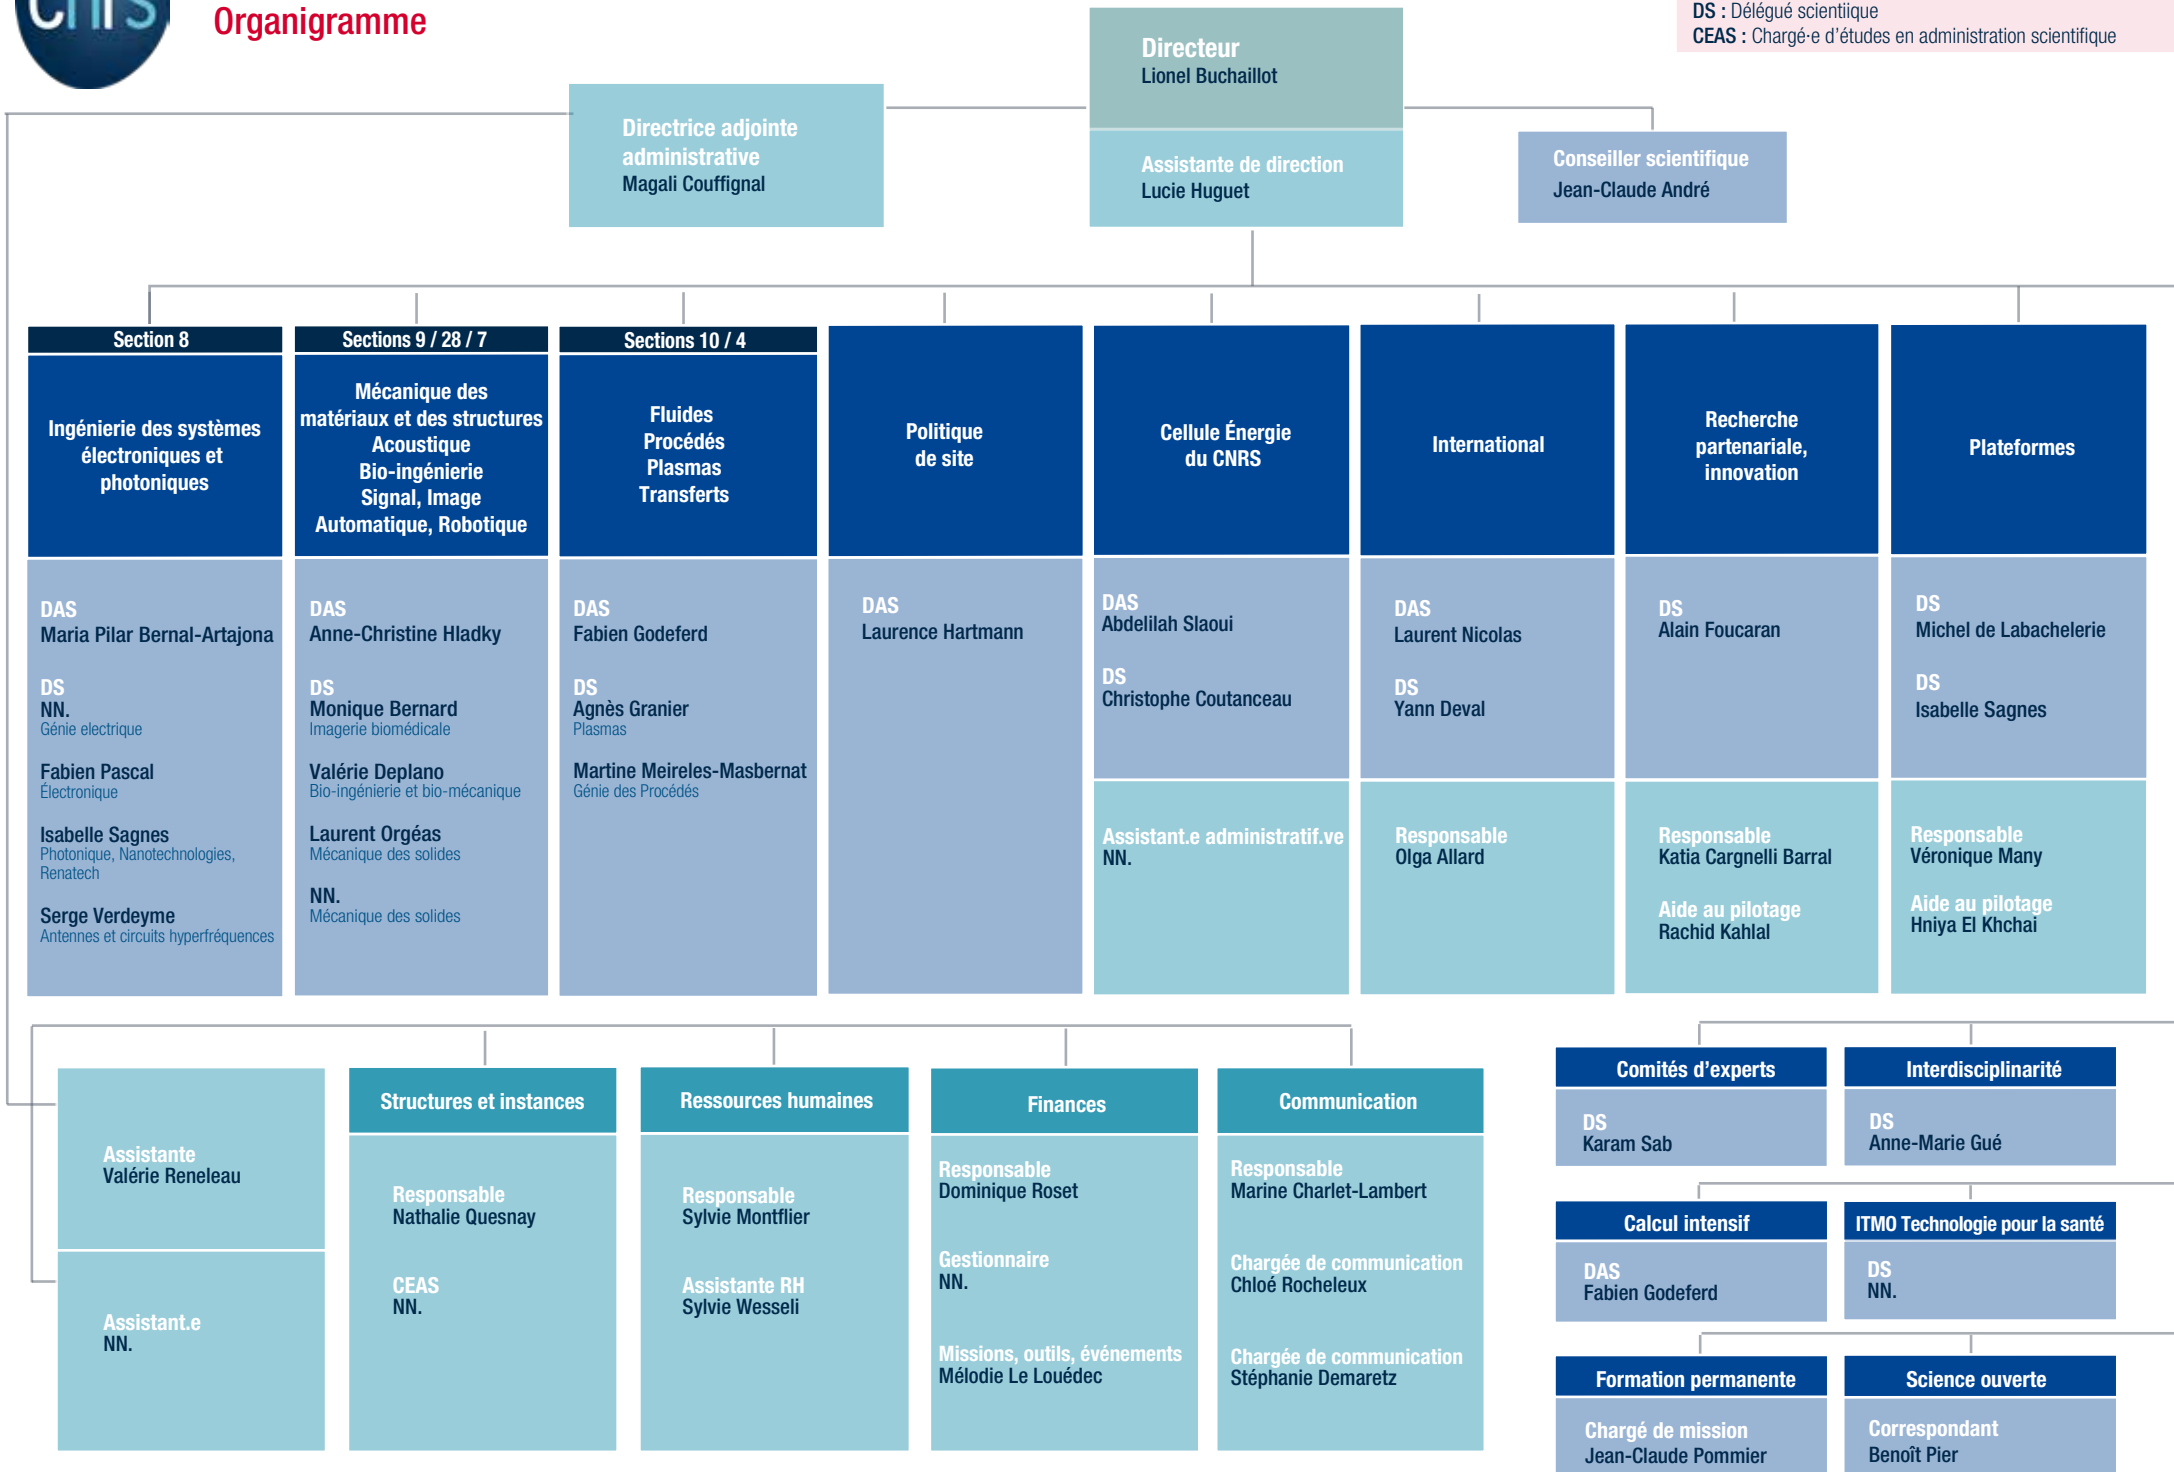 cnrs
Organigramme
DS : Délégué scientiique
CEAS : Chargé·e d'études en administration scientifique
Directeur
Lionel Buchaillot
Assistante de direction
Lucie Huguet
Directrice adjointe
administrative
Magali Couffignal
Conseiller scientifique
Jean-Claude André
Section 8
Ingénierie des systèmes
électroniques et
photoniques
DAS
Maria Pilar Bernal-Artajona
DS
NN.
Génie electrique
Fabien Pascal
Électronique
Isabelle Sagnes
Photonique, Nanotechnologies,
Renatech
Serge Verdeyme
Antennes et circuits hyperfréquences
Sections 9 / 28 / 7
Mécanique des
matériaux et des structures
Acoustique
Bio-ingénierie
Signal, Image
Automatique, Robotique
DAS
Anne-Christine Hladky
DS
Monique Bernard
Imagerie biomédicale
Valérie Deplano
Bio-ingénierie et bio-mécanique
Laurent Orgéas
Mécanique des solides
NN.
Mécanique des solides
Sections 10 / 4
Fluides
Procédés
Plasmas
Transferts
DAS
Fabien Godeferd
DS
Agnès Granier
Plasmas
Martine Meireles-Masbernat
Génie des Procédés
Politique
de site
DAS
Laurence Hartmann
Cellule Énergie
du CNRS
DAS
Abdelilah Slaoui
DS
Christophe Coutanceau
Assistant.e administratif.ve
NN.
International
DAS
Laurent Nicolas
DS
Yann Deval
Responsable
Olga Allard
Recherche
partenariale,
innovation
DS
Alain Foucaran
Responsable
Katia Cargnelli Barral
Aide au pilotage
Rachid Kahlal
Plateformes
DS
Michel de Labachelerie
DS
Isabelle Sagnes
Responsable
Véronique Many
Aide au pilotage
Hniya El Khchai
Assistante
Valérie Reneleau
Assistant.e
NN.
Structures et instances
Responsable
Nathalie Quesnay
CEAS
NN.
Ressources humaines
Responsable
Sylvie Montflier
Assistante RH
Sylvie Wesseli
Finances
Responsable
Dominique Roset
Gestionnaire
NN.
Missions, outils, événements
Mélodie Le Louédec
Communication
Responsable
Marine Charlet-Lambert
Chargée de communication
Chloé Rocheleux
Chargée de communication
Stéphanie Demaretz
Comités d'experts
DS
Karam Sab
Interdisciplinarité
DS
Anne-Marie Gué
Calcul intensif
DAS
Fabien Godeferd
ITMO Technologie pour la santé
DS
NN.
Formation permanente
Chargé de mission
Jean-Claude Pommier
Science ouverte
Correspondant
Benoît Pier